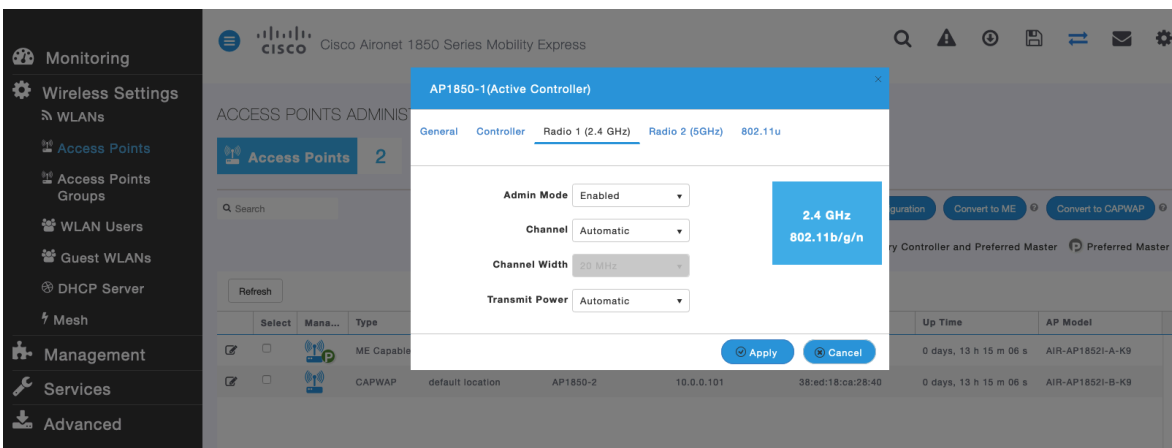 Monitoring
Wireless Settings
WLANs
Access Points
Access Points
Groups
WLAN Users
Guest WLANs
DHCP Server
Mesh
Management
Services
Advanced
CISCO Cisco Aironet 1850 Series Mobility Express
ACCESS POINTS ADMINIS
Access Points 2
Search
uration Convert to ME Convert to CAPWAP
ry Controller and Preferred Master P Preferred Master
Refresh
Select Mana... Type Up Time AP Model
P ME Capable 0 days, 13 h 15 m 06 s AIR-AP1852I-A-K9
CAPWAP default location AP1850-2 10.0.0.101 38:ed:18:ca:28:40 0 days, 13 h 15 m 06 s AIR-AP1852I-B-K9
AP1850-1(Active Controller) ×
General Controller Radio 1 (2.4 GHz) Radio 2 (5GHz) 802.11u
Admin Mode Enabled
Channel Automatic
Channel Width 20 MHz
Transmit Power Automatic
2.4 GHz
802.11b/g/n
Apply Cancel